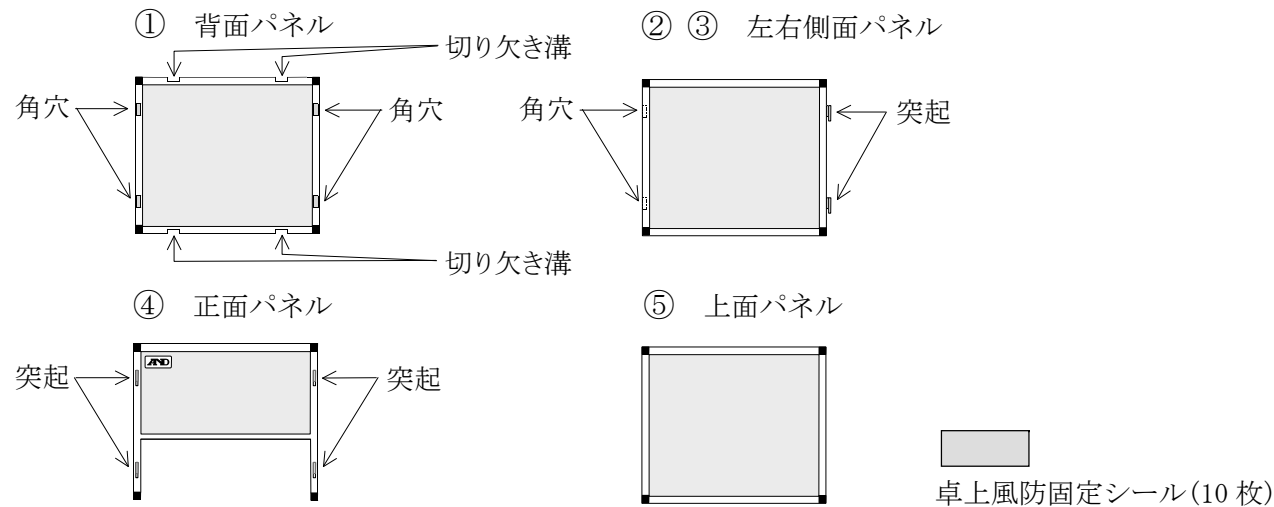 ① 背面パネル
② ③ 左右側面パネル
切り欠き溝
角穴
角穴
角穴
突起
切り欠き溝
④ 正面パネル
⑤ 上面パネル
AND
突起
突起
卓上風防固定シール(10 枚)